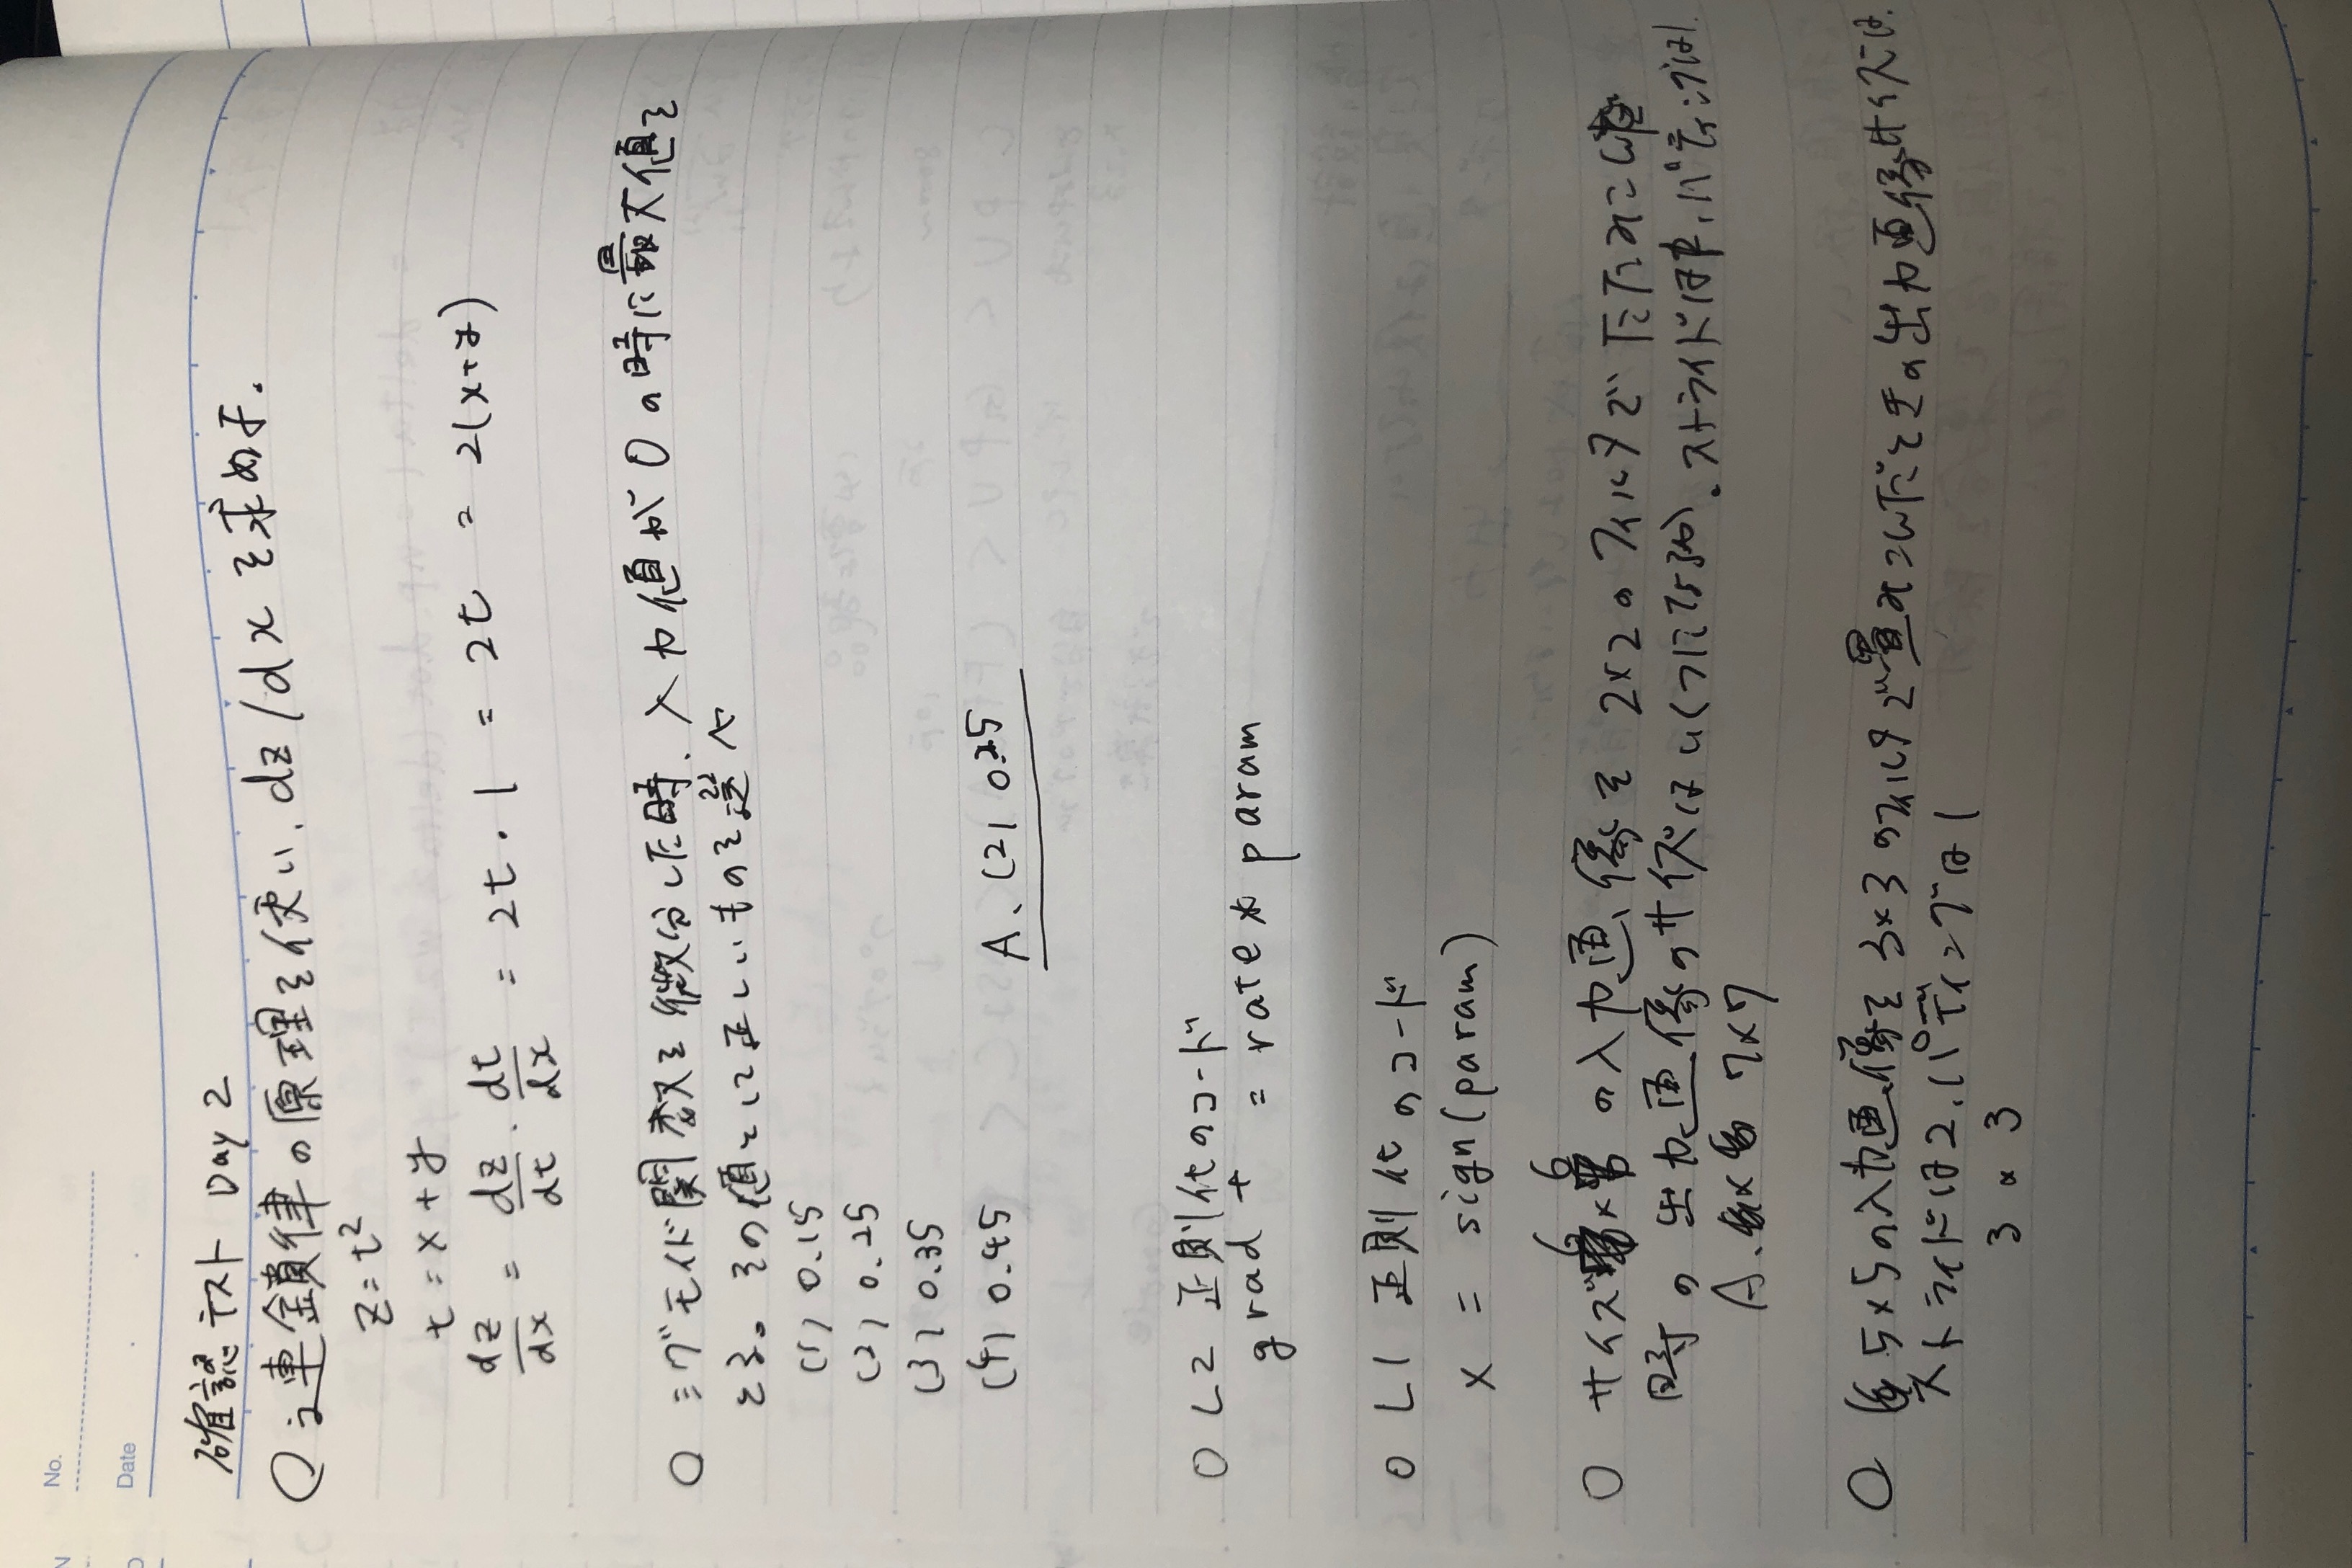 No.
Date
確認テスト Day 2
○ 連鎖律の原理を使い、dz/dxを求めよ.
z = t²
t = x + y
dz/dx = dz/dt · dt/dx = 2t · 1 = 2t = 2(x+y)
○ シグモイド関数を微分した時、入力値が0の時に最大値を
とる。その値として正しいものを選べ
(1) 0.15
(2) 0.25
(3) 0.35
(4) 0.45
A. (2) 0.25
○ L2 正則化のコード
grad += rate * param
○ L1 正則化のコード
x = sign(param)
○ サイズ6×6の入力画像を2×2のフィルタでたたみこんだ
時の出力画像のサイズはいくつになるか. ストライドは1、パディングは1
A. 7×7
○ 5×5の入力画像を3×3のフィルタで畳みこんだときの出力画像サイズは.
ストライドは2、パディングは1
3 × 3